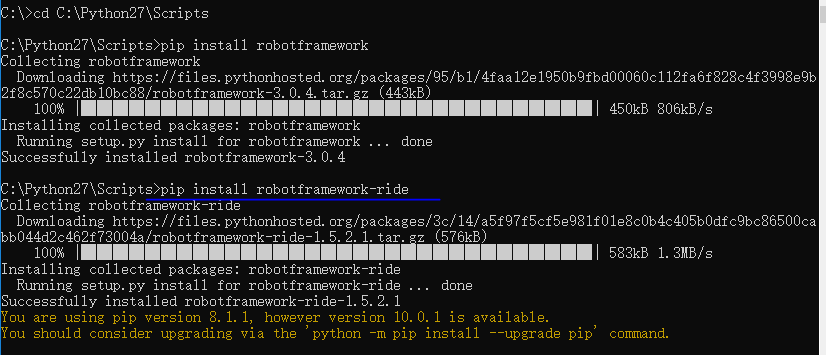 C:\>cd C:\Python27\Scripts
C:\Python27\Scripts>pip install robotframework
Collecting robotframework
Downloading https://files.pythonhosted.org/packages/95/b1/4faa12e1950b9fbd00060c112fa6f828c4f3998e9b
2f8c570c22db10bc88/robotframework-3.0.4.tar.gz (443kB)
100% |████████████████████████████████| 450kB 806kB/s
Installing collected packages: robotframework
Running setup.py install for robotframework ... done
Successfully installed robotframework-3.0.4
C:\Python27\Scripts>pip install robotframework-ride
Collecting robotframework-ride
Downloading https://files.pythonhosted.org/packages/3c/14/a5f97f5cf5e981f01e8c0b4c405b0dfc9bc86500ca
bb044d2c462f73004a/robotframework-ride-1.5.2.1.tar.gz (576kB)
100% |████████████████████████████████| 583kB 1.3MB/s
Installing collected packages: robotframework-ride
Running setup.py install for robotframework-ride ... done
Successfully installed robotframework-ride-1.5.2.1
You are using pip version 8.1.1, however version 10.0.1 is available.
You should consider upgrading via the 'python -m pip install --upgrade pip' command.